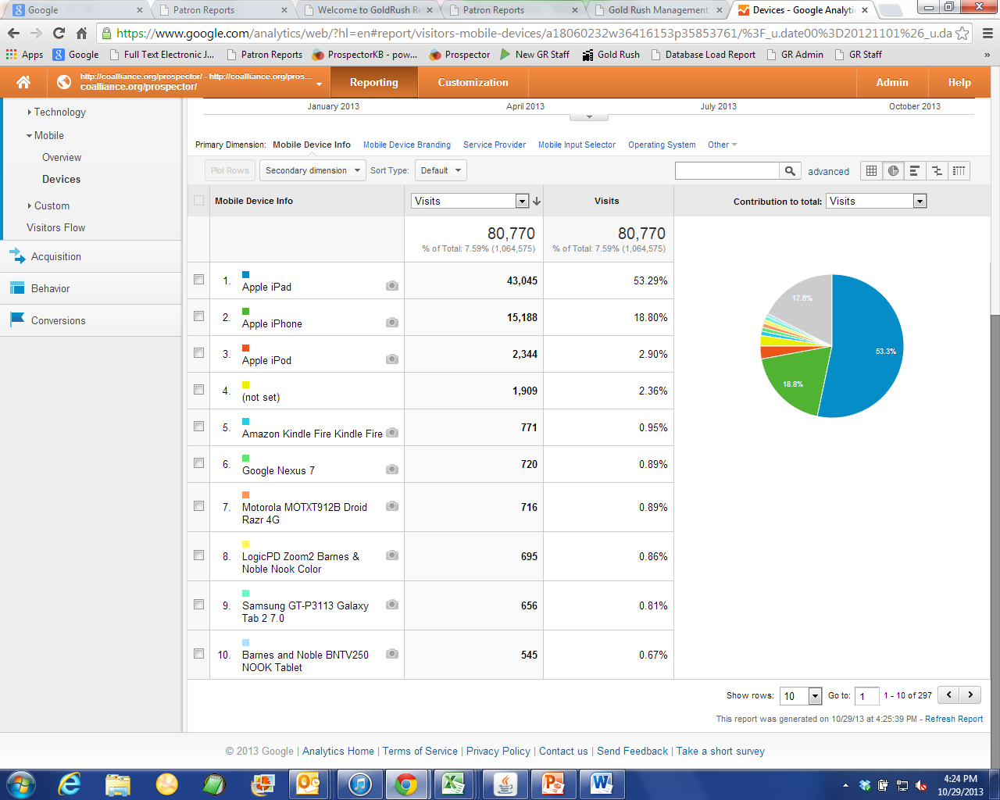 Google
Patron Reports
Welcome to GoldRush Re
Patron Reports
Gold Rush Management
Devices - Google Analyti
https://www.google.com/analytics/web/?hl=en#report/visitors-mobile-devices/a18060232w36416153p35853761/%3F_u.date00%3D20121101%26_u.da
Apps
Google
Full Text Electronic J...
Patron Reports
ProspectorKB - pow...
Prospector
New GR Staff
Gold Rush
Database Load Report
GR Admin
GR Staff
»
http://coalliance.org/prospector/ - http://coalliance.org/pros...
coalliance.org/prospector/
Reporting
Customization
Admin
Help
Technology
Mobile
Overview
Devices
Custom
Visitors Flow
Acquisition
Behavior
Conversions
January 2013
April 2013
July 2013
October 2013
Primary Dimension: Mobile Device Info Mobile Device Branding Service Provider Mobile Input Selector Operating System Other
Plot Rows
Secondary dimension
Sort Type:
Default
advanced
Mobile Device Info
Visits
Visits
Contribution to total: Visits
80,770
% of Total: 7.59% (1,064,575)
80,770
% of Total: 7.59% (1,064,575)
1. Apple iPad 43,045 53.29%
2. Apple iPhone 15,188 18.80%
3. Apple iPod 2,344 2.90%
4. (not set) 1,909 2.36%
5. Amazon Kindle Fire Kindle Fire 771 0.95%
6. Google Nexus 7 720 0.89%
7. Motorola MOTXT912B Droid
Razr 4G 716 0.89%
8. LogicPD Zoom2 Barnes &
Noble Nook Color 695 0.86%
9. Samsung GT-P3113 Galaxy
Tab 2 7.0 656 0.81%
10. Barnes and Noble BNTV250
NOOK Tablet 545 0.67%
17.6%
53.3%
18.8%
Show rows: 10 Go to: 1 1 - 10 of 297
This report was generated on 10/29/13 at 4:25:39 PM - Refresh Report
© 2013 Google | Analytics Home | Terms of Service | Privacy Policy | Contact us | Send Feedback | Take a short survey
4:24 PM
10/29/2013